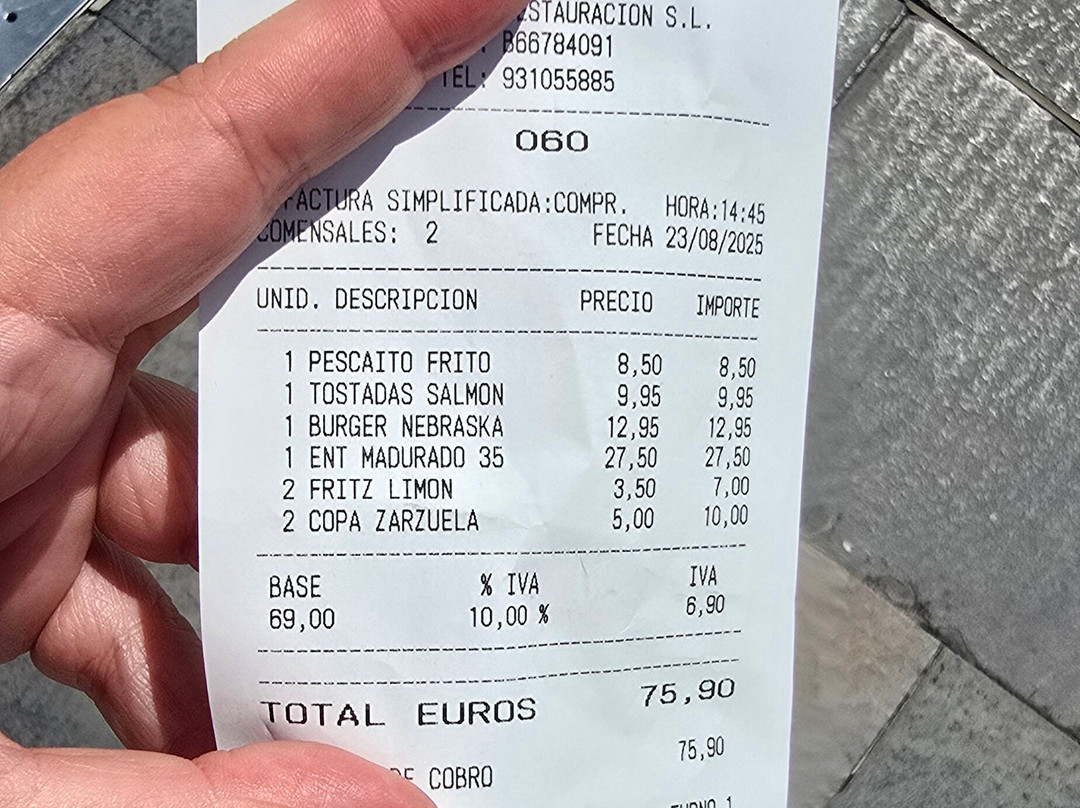 ESTAURACION S.L.
B66784091
TEL: 931055885
060
FACTURA SIMPLIFICADA:COMPR. HORA:14:45
COMENSALES: 2 FECHA 23/08/2025
UNID. DESCRIPCION PRECIO IMPORTE
1 PESCAITO FRITO 8,50 8,50
1 TOSTADAS SALMON 9,95 9,95
1 BURGER NEBRASKA 12,95 12,95
1 ENT MADURADO 35 27,50 27,50
2 FRITZ LIMON 3,50 7,00
2 COPA ZARZUELA 5,00 10,00
BASE % IVA IVA
69,00 10,00 % 6,90
TOTAL EUROS 75,90
75,90
DE COBRO
TURNO 1